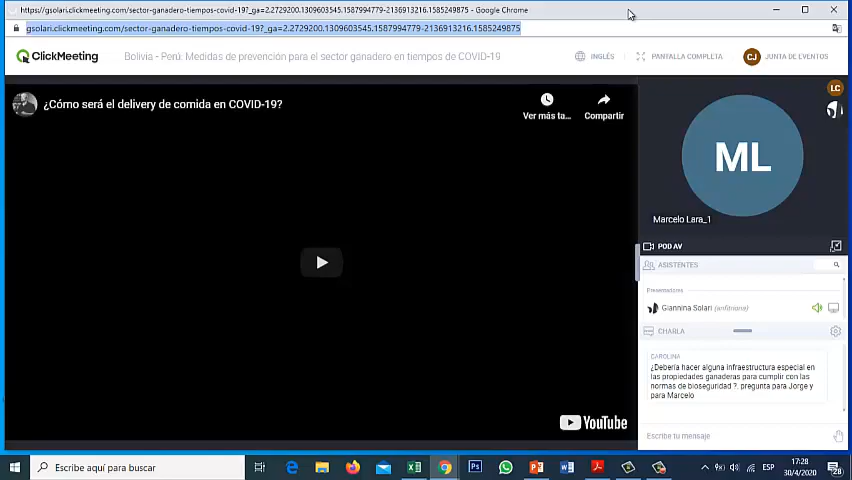 https://gsolari.clickmeeting.com/sector-ganadero-tiempos-covid-19?_ga=2.2729200.1309603545.1587994779-2136913216.1585249875 - Google Chrome
gsolari.clickmeeting.com/sector-ganadero-tiempos-covid-19?_ga=2.2729200.1309603545.1587994779-2136913216.1585249875
ClickMeeting
Bolivia - Perú: Medidas de prevención para el sector ganadero en tiempos de COVID-19
INGLÉS
PANTALLA COMPLETA
CJ
JUNTA DE EVENTOS
¿Cómo será el delivery de comida en COVID-19?
Ver más ta...
Compartir
YouTube
LC
ML
Marcelo Lara_1
POD AV
ASISTENTES
Presentadores
Giannina Solari (anfitriona)
CHARLA
CAROLINA
¿Debería hacer alguna infraestructura especial en
las propiedades ganaderas para cumplir con las
normas de bioseguridad ?. pregunta para Jorge y
para Marcelo
Escribe tu mensaje
Escribe aquí para buscar
Ps
ESP
17:28
30/4/2020
28